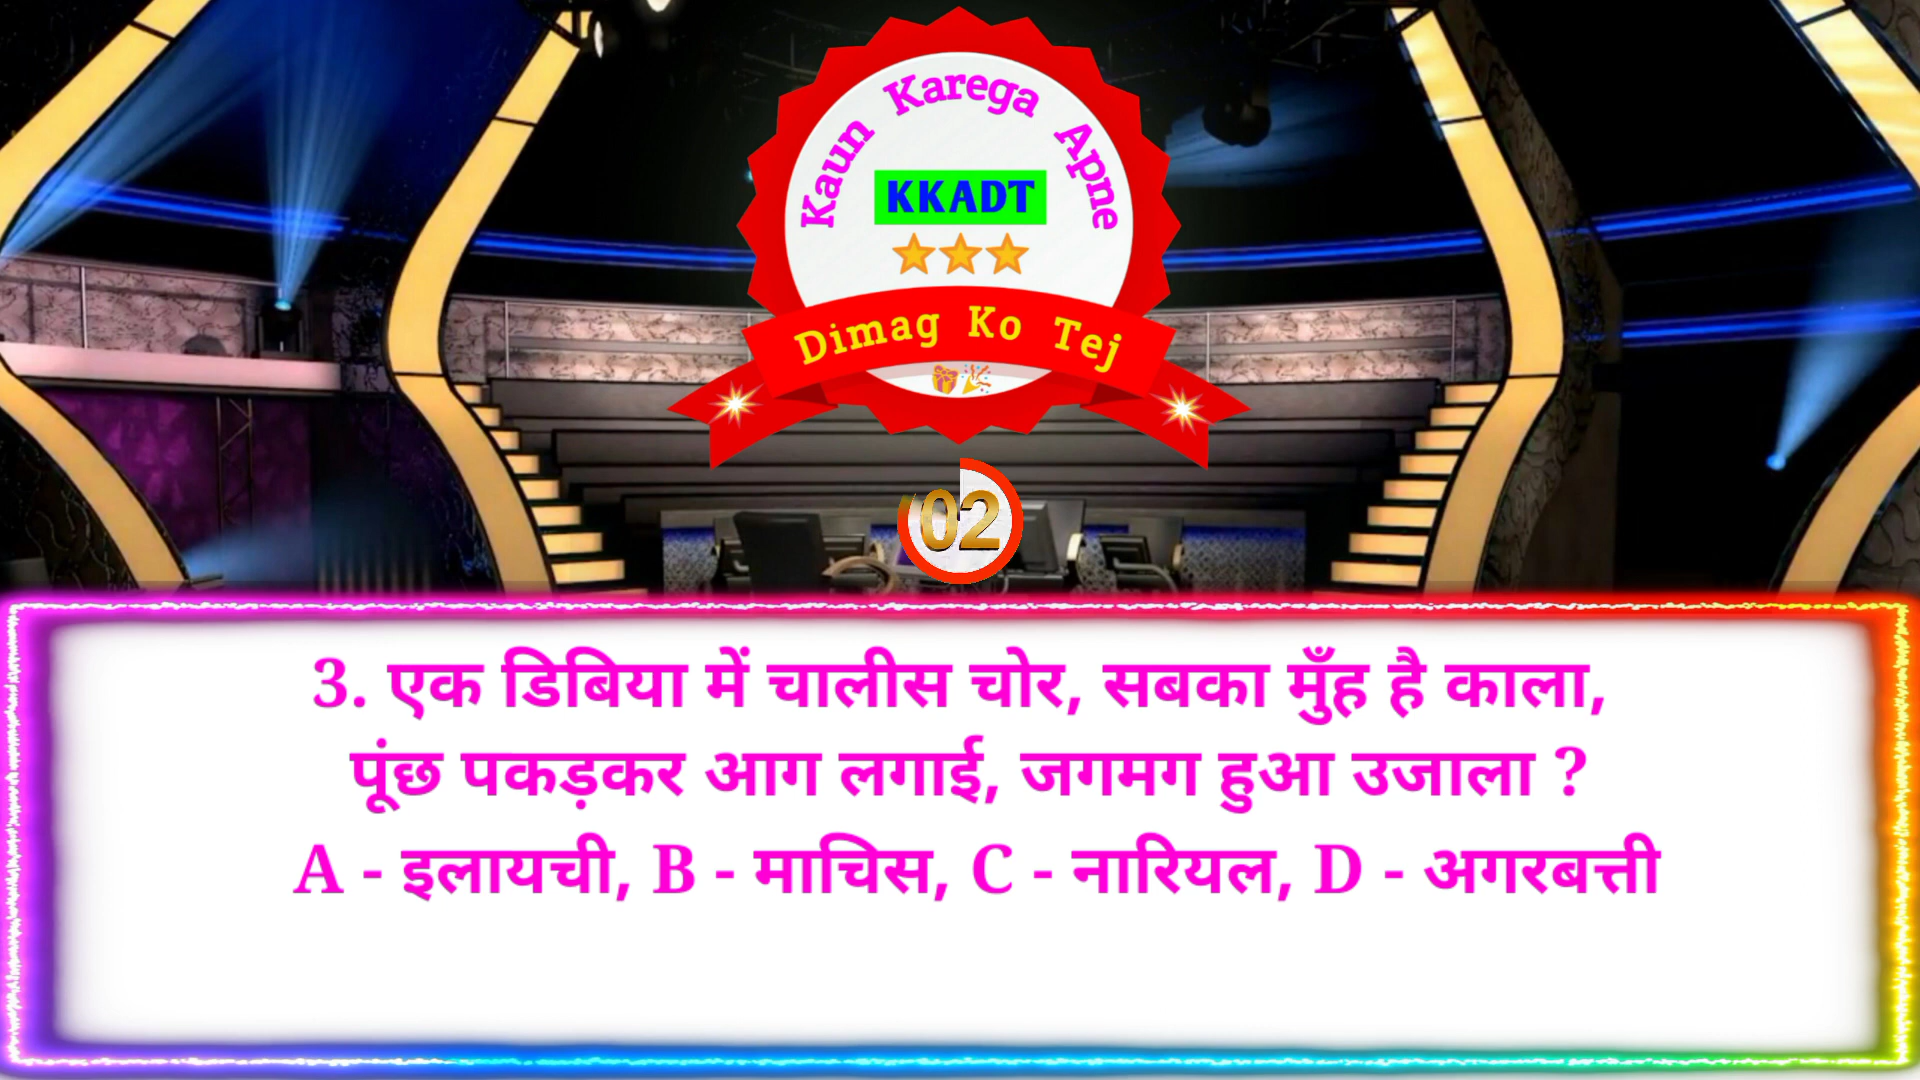 Kaun Karega Apne
KKADT
Dimag Ko Tej
02
3. एक डिबिया में चालीस चोर, सबका मुँह है काला,
पूंछ पकड़कर आग लगाई, जगमग हुआ उजाला ?
A - इलायची, B - माचिस, C - नारियल, D - अगरबत्ती